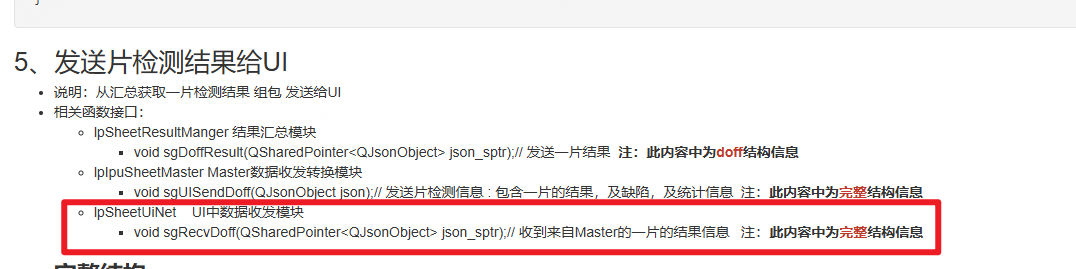 5、发送片检测结果给UI
说明：从汇总获取一片检测结果 组包 发送给UI
相关函数接口：
lpSheetResultManger 结果汇总模块
void sgDoffResult(QSharedPointer<QJsonObject> json_sptr);// 发送一片结果 注：此内容中为doff结构信息
lpIpuSheetMaster Master数据收发转换模块
void sgUISendDoff(QJsonObject json);// 发送片检测信息 : 包含一片的结果，及缺陷，及统计信息 注：此内容中为完整结构信息
lpSheetUiNet UI中数据收发模块
void sgRecvDoff(QSharedPointer<QJsonObject> json_sptr);// 收到来自Master的一片的结果信息 注：此内容中为完整结构信息